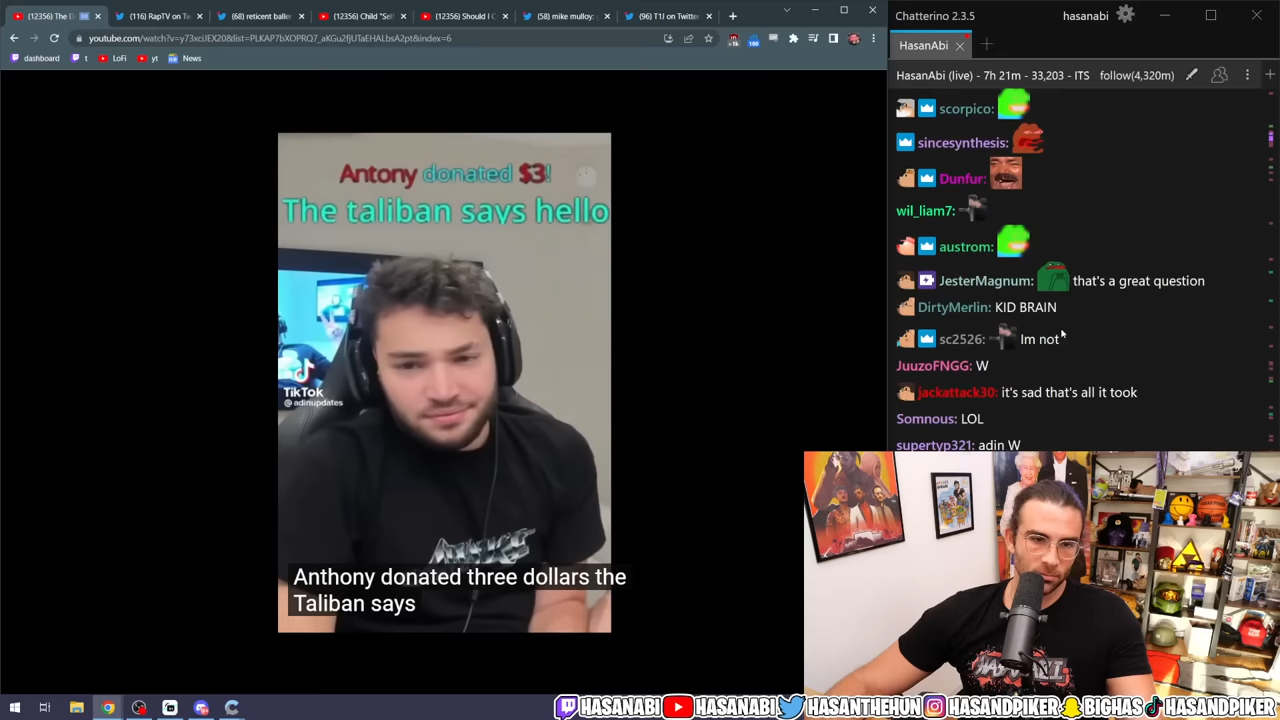 (12356) The D
(116) RapTV on Tw
(68) reticent baller
(12356) Child "Self
(12356) Should I C
(58) mike mulloy:
(96) T1J on Twitter
youtube.com/watch?v=y73xciJEX20&list=PLKAP7bXOPRQ7_aKGu2fjUTaEHALbsA2pt&index=6
>1k
180
dashboard
t
LoFi
yt
News
Antony donated $3!
The taliban says hello
TikTok
@adinupdates
Anthony donated three dollars the
Taliban says
Chatterino 2.3.5
hasanabi
HasanAbi
HasanAbi (live) - 7h 21m - 33,203 - ITS
follow(4,320m)
scorpico:
sincesynthesis:
Dunfur:
wil_liam7:
austrom:
JesterMagnum: that's a great question
DirtyMerlin: KID BRAIN
sc2526: Im not
JuuzoFNGG: W
jackattack30: it's sad that's all it took
Somnous: LOL
supertyp321: adin W
HASANABI
HASANABI
HASANTHEHUN
HASANDPIKER
BIGHAS
HASANDPIKER